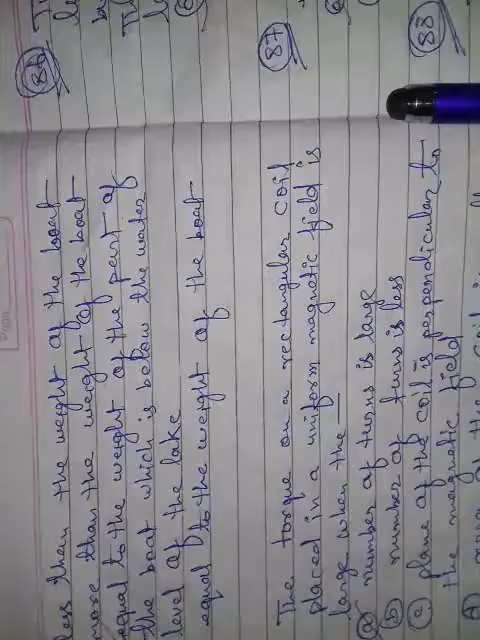 86
less than the weight of the boat
more than the weight of the boat
equal to the weight of the part of
the boat which is below the water
level of the lake
equal to the weight of the boat
87
The torque on a rectangular coil
placed in a uniform magnetic field is
large when the __
a number of turns is large
b number of turns is less
c plane of the coil is perpendicular to
the magnetic field
88